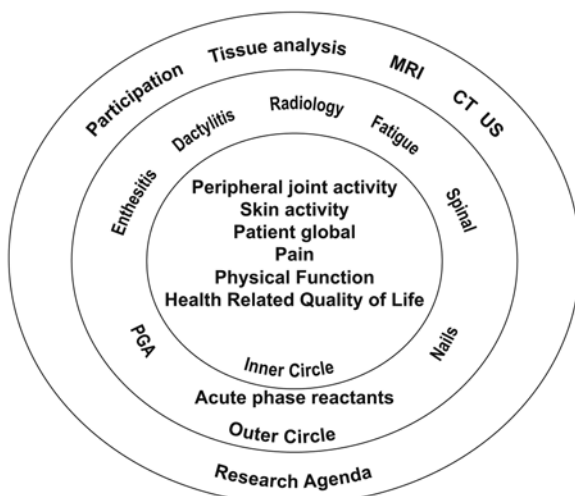 Tissue analysis
Participation
MRI
CT US
Radiology
Dactylitis
Fatigue
Enthesitis
Spinal
Peripheral joint activity
Skin activity
Patient global
Pain
Physical Function
Health Related Quality of Life
PGA
Nails
Inner Circle
Acute phase reactants
Outer Circle
Research Agenda